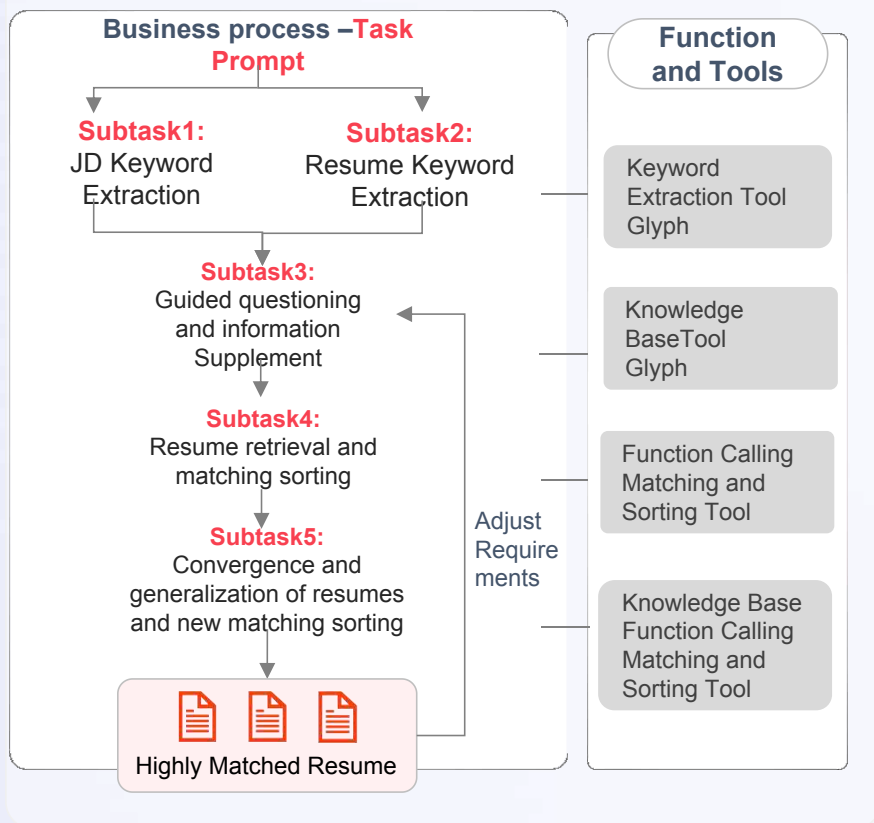 Business process –Task
Prompt
Subtask1:
JD Keyword
Extraction
Subtask2:
Resume Keyword
Extraction
Subtask3:
Guided questioning
and information
Supplement
Subtask4:
Resume retrieval and
matching sorting
Subtask5:
Convergence and
generalization of resumes
and new matching sorting
Adjust
Require
ments
Highly Matched Resume
Function
and Tools
Keyword
Extraction Tool
Glyph
Knowledge
BaseTool
Glyph
Function Calling
Matching and
Sorting Tool
Knowledge Base
Function Calling
Matching and
Sorting Tool